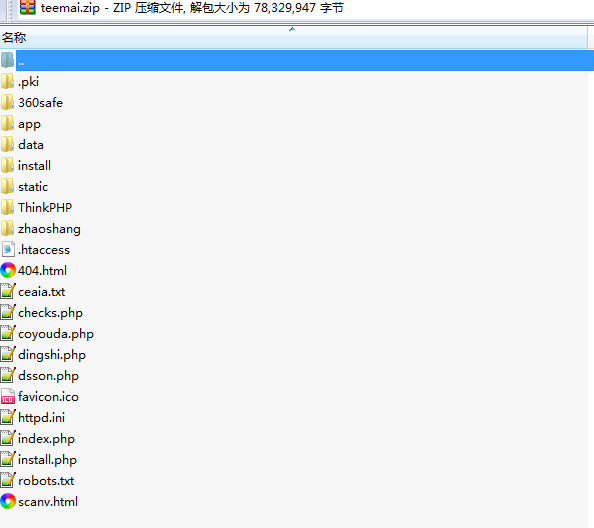 teemai.zip - ZIP 压缩文件, 解包大小为 78,329,947 字节
名称
..
.pki
360safe
app
data
install
static
ThinkPHP
zhaoshang
.htaccess
404.html
ceaia.txt
checks.php
coyouda.php
dingshi.php
dsson.php
favicon.ico
httpd.ini
index.php
install.php
robots.txt
scanv.html